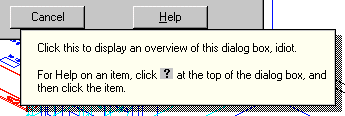 Cancel Help
Click this to display an overview of this dialog box, idiot.
For Help on an item, click ? at the top of the dialog box, and
then click the item.